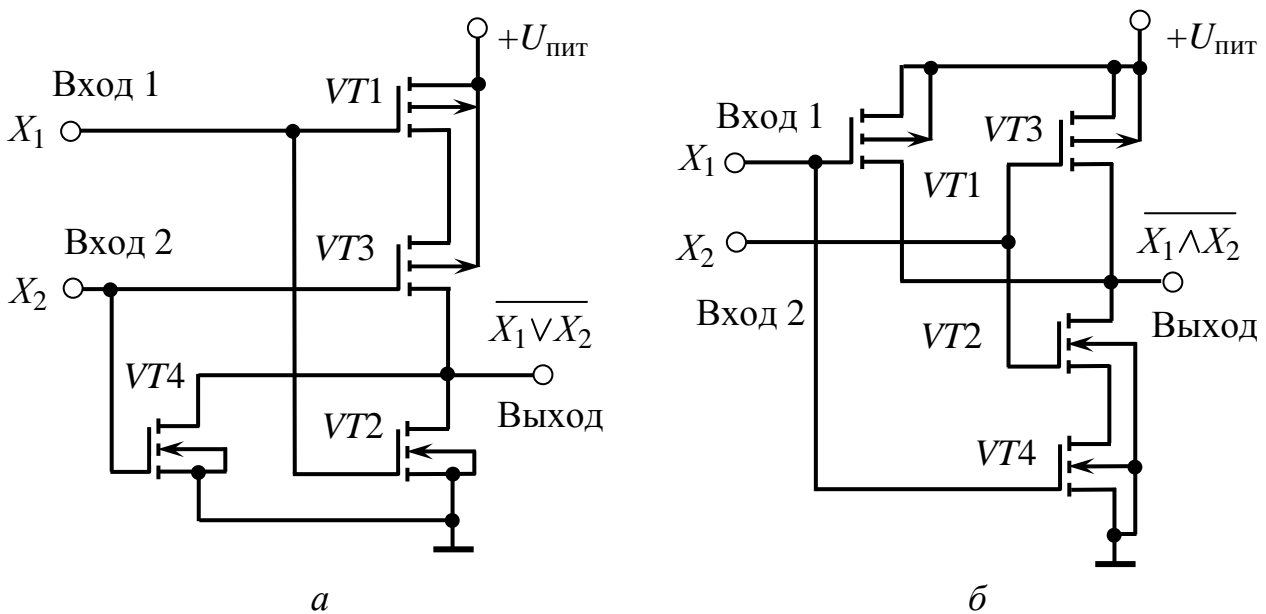 +Uпит
Вход 1
VT1
X1
Вход 2
VT3
X2
X1∨X2
VT4
VT2
Выход
а
+Uпит
Вход 1
VT3
X1
VT1
X2
X1∧X2
Вход 2
VT2
Выход
VT4
б